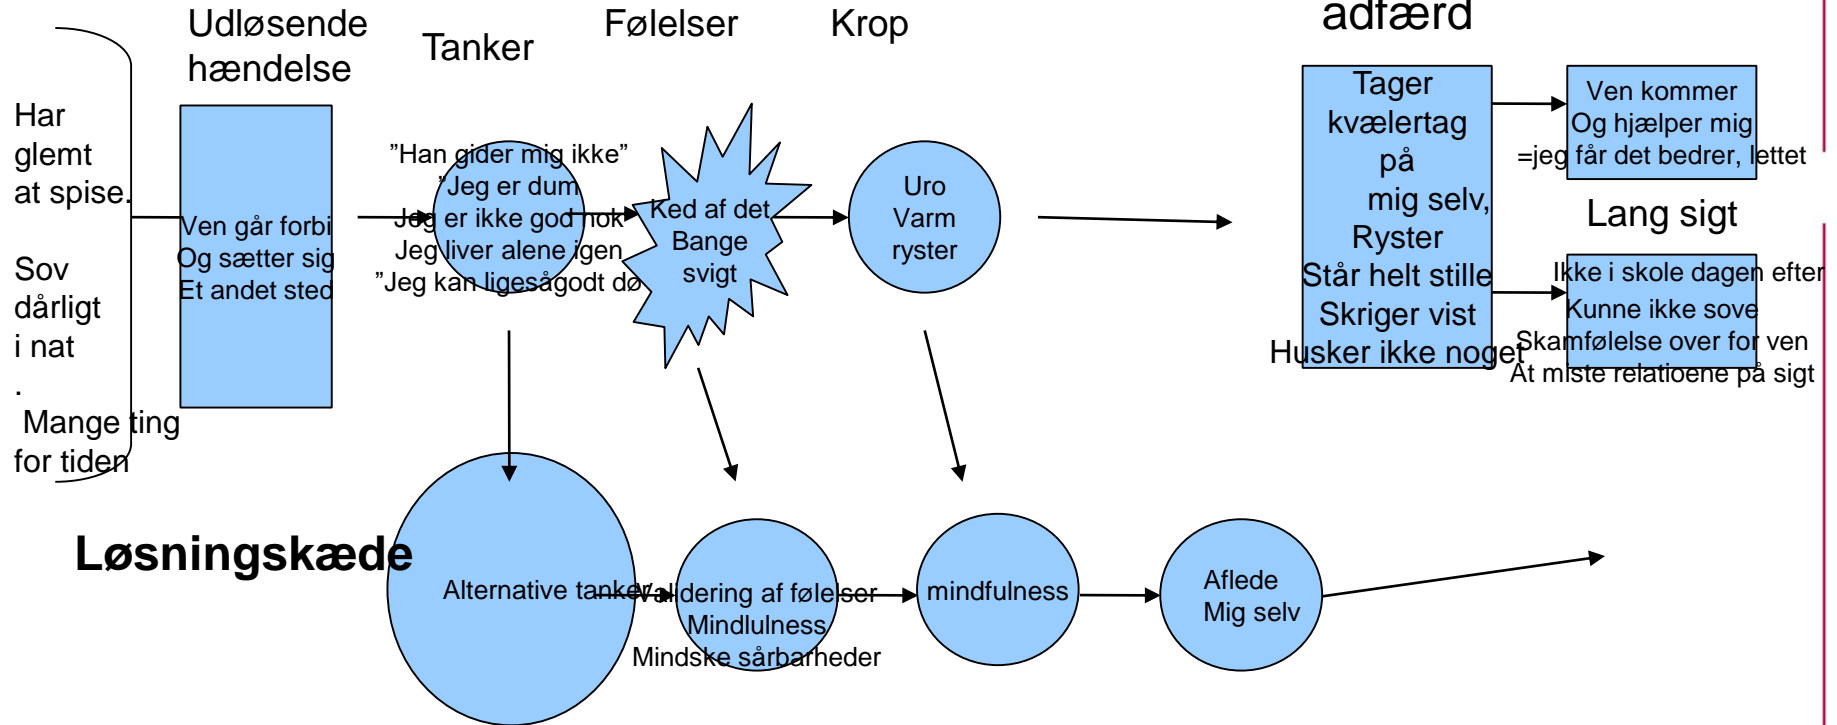 Udløsende
hændelse
Tanker
Følelser
Krop
adfærd
Har
glemt
at spise.
Sov
dårligt
i nat
.
Mange ting
for tiden
Ven går forbi
Og sætter sig
Et andet sted
”Han gider mig ikke”
”Jeg er dum
Jeg er ikke god nok
Jeg liver alene igen
”Jeg kan ligesågodt dø
Ked af det
Bange
svigt
Uro
Varm
ryster
Tager
kvælertag
på
mig selv,
Ryster
Står helt stille
Skriger vist
Husker ikke noget
Ven kommer
Og hjælper mig
=jeg får det bedrer, lettet
Lang sigt
Ikke i skole dagen efter
Kunne ikke sove
Skamfølelse over for ven
At miste relatioene på sigt
Løsningskæde
Alternative tanker
Validering af følelser
Mindlulness
Mindske sårbarheder
mindfulness
Aflede
Mig selv